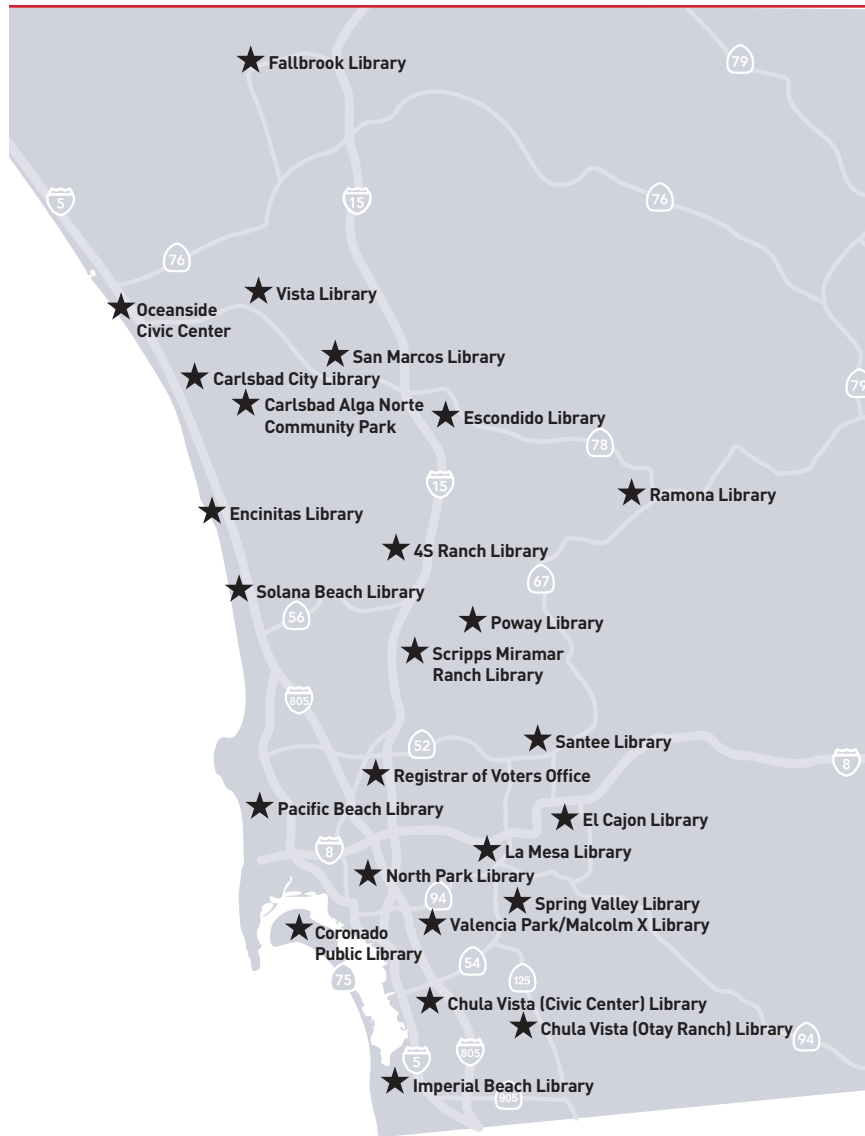 Fallbrook Library
79
5
15
76
76
Vista Library
Oceanside
Civic Center
San Marcos Library
Carlsbad City Library
79
Carlsbad Alga Norte
Community Park
Escondido Library
78
15
Ramona Library
Encinitas Library
4S Ranch Library
67
Solana Beach Library
56
Poway Library
Scripps Miramar
Ranch Library
805
52
Santee Library
8
Registrar of Voters Office
Pacific Beach Library
El Cajon Library
8
La Mesa Library
North Park Library
94
Spring Valley Library
Valencia Park/Malcolm X Library
Coronado
Public Library
54
75
125
Chula Vista (Civic Center) Library
Chula Vista (Otay Ranch) Library
94
805
5
Imperial Beach Library
905